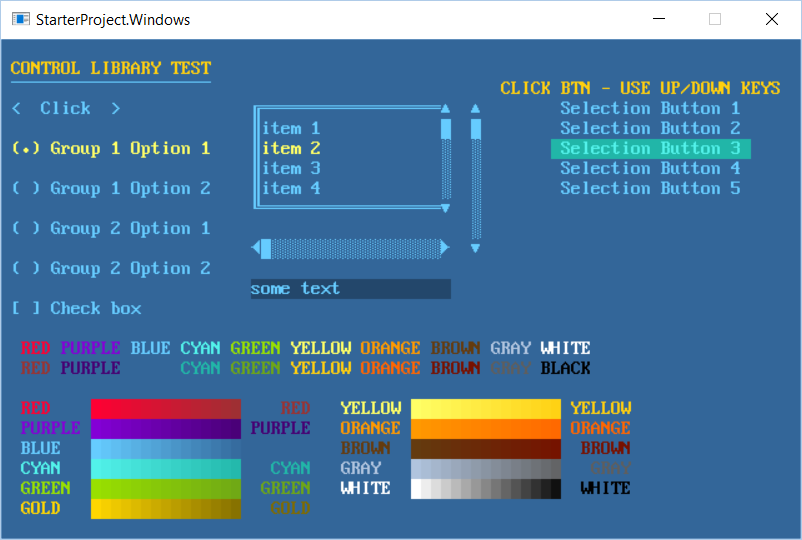 StarterProject.Windows
CONTROL LIBRARY TEST
CLICK BTN - USE UP/DOWN KEYS
< Click >
Selection Button 1
item 1
Selection Button 2
(•) Group 1 Option 1
item 2
Selection Button 3
item 3
Selection Button 4
( ) Group 1 Option 2
item 4
Selection Button 5
( ) Group 2 Option 1
( ) Group 2 Option 2
some text
[ ] Check box
RED PURPLE BLUE CYAN GREEN YELLOW ORANGE BROWN GRAY WHITE
RED PURPLE CYAN GREEN YELLOW ORANGE BROWN GRAY BLACK
RED RED YELLOW YELLOW
PURPLE PURPLE ORANGE ORANGE
BLUE BROWN BROWN
CYAN CYAN GRAY GRAY
GREEN GREEN WHITE BLACK
GOLD GOLD